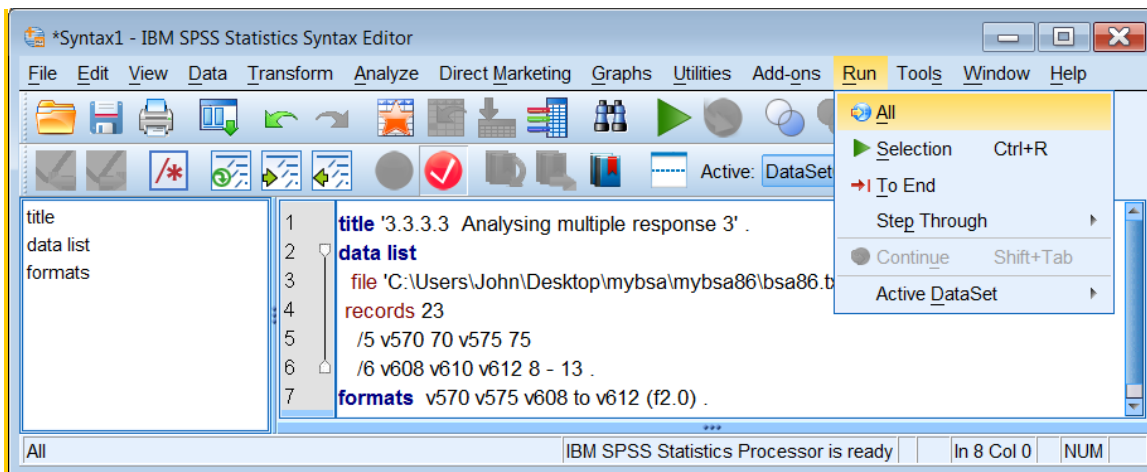 *Syntax1 - IBM SPSS Statistics Syntax Editor
File Edit View Data Transform Analyze Direct Marketing Graphs Utilities Add-ons Run Tools Window Help
All
Selection Ctrl+R
To End
Step Through
Continue Shift+Tab
Active DataSet
/*
Active: DataSet
title
data list
formats
1 title '3.3.3.3 Analysing multiple response 3' .
2 data list
3 file 'C:\Users\John\Desktop\mybsa\mybsa86\bsa86.tx
4 records 23
5 /5 v570 70 v575 75
6 /6 v608 v610 v612 8 - 13 .
7 formats v570 v575 v608 to v612 (f2.0) .
All
IBM SPSS Statistics Processor is ready
In 8 Col 0
NUM